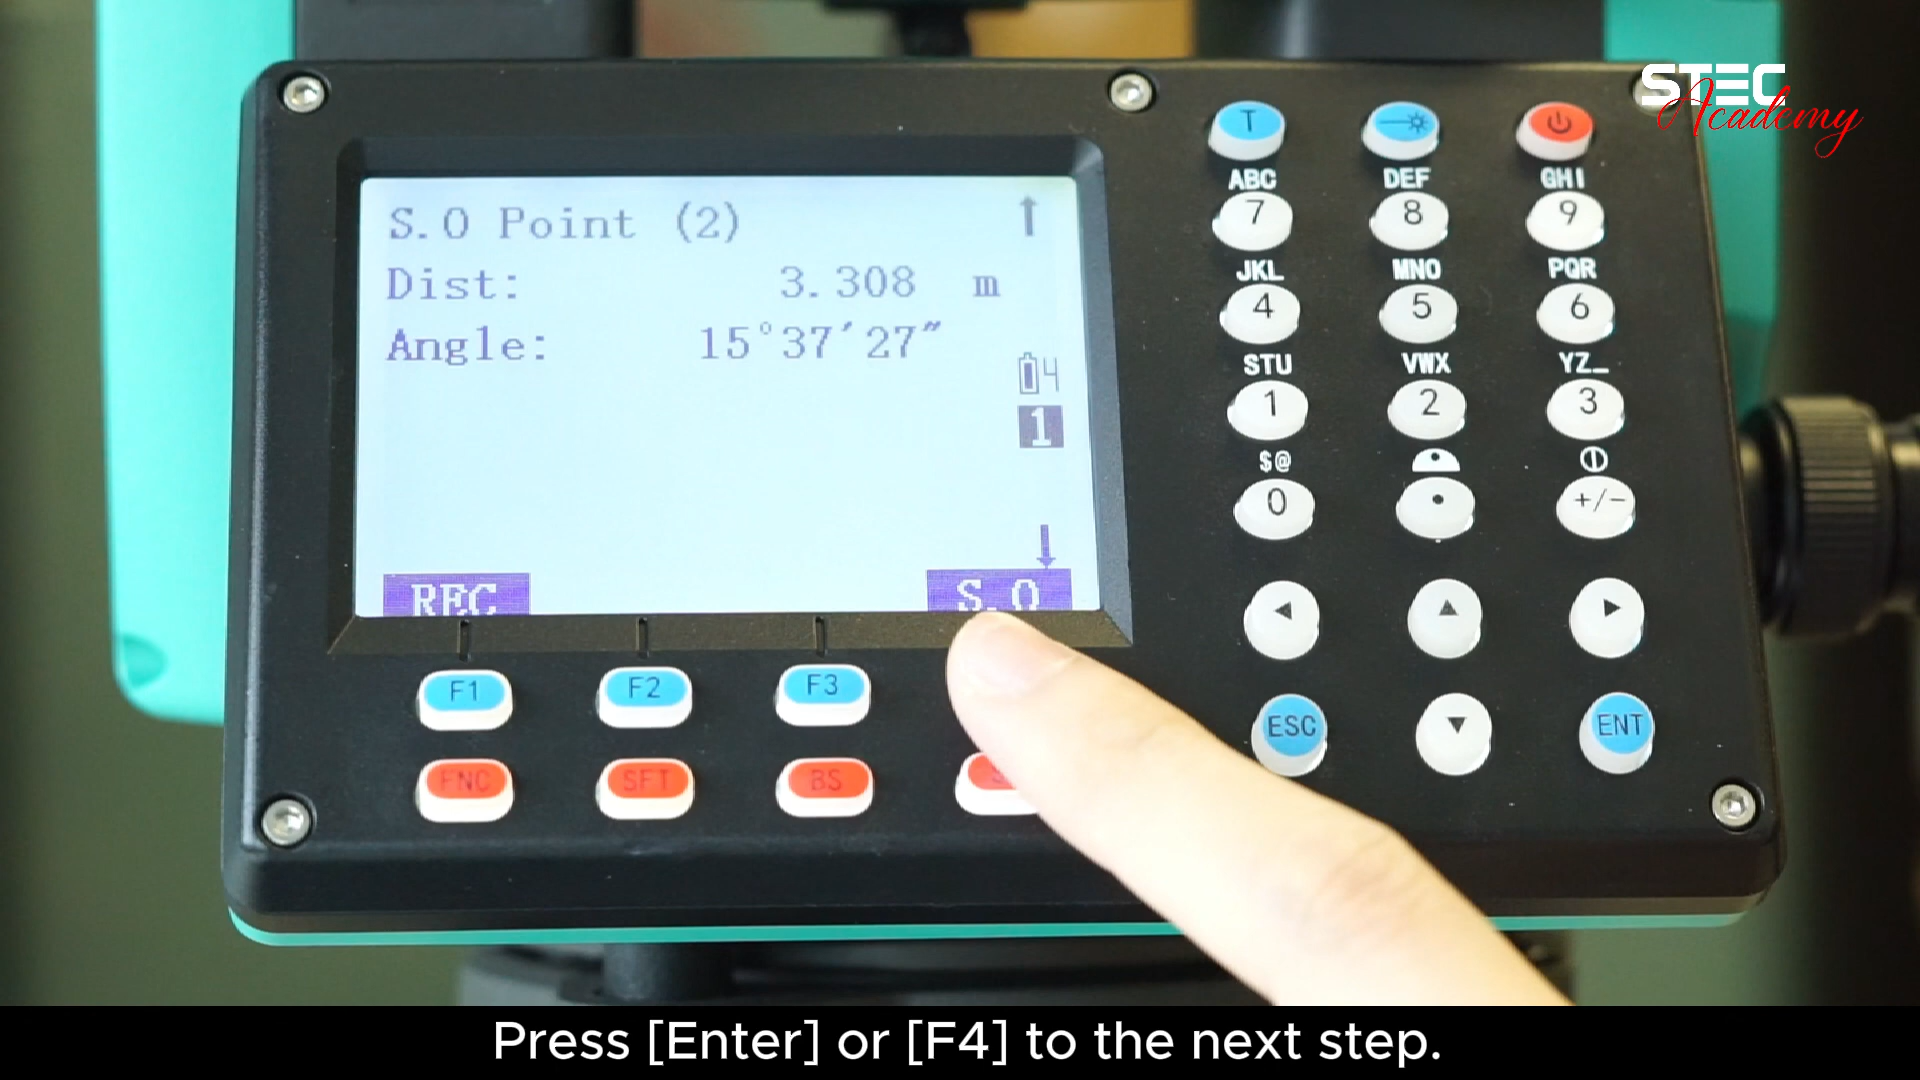 STEC
Academy
S.O Point (2)
Dist: 3.308 m
Angle: 15°37′27″
4
1
REC S.O
T
ABC DEF GHI
7 8 9
JKL MNO PQR
4 5 6
STU VWX YZ_
1 2 3
$@
0 • +/-
F1 F2 F3
ESC ENT
FNC SFT BS
Press [Enter] or [F4] to the next step.